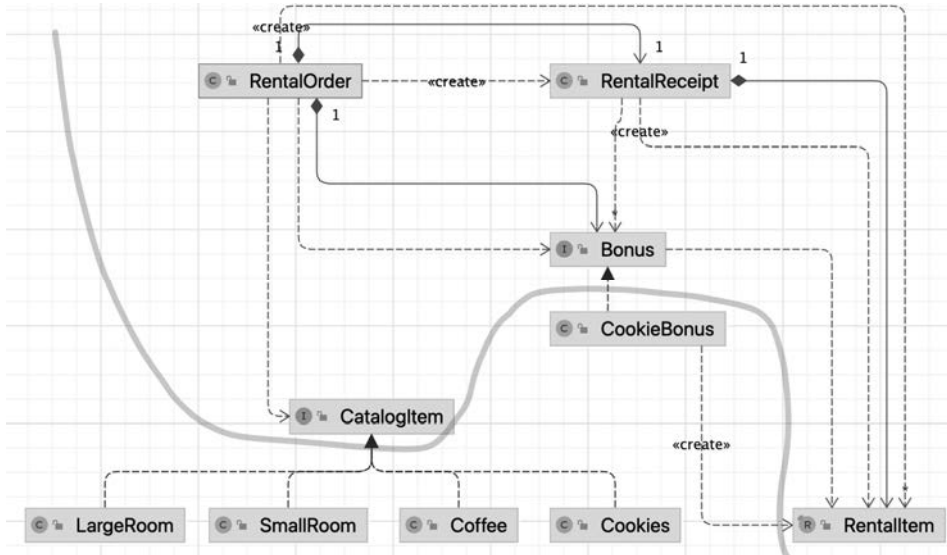 «create»
1
1
1
C RentalOrder
«create»
C RentalReceipt
1
«create»
I Bonus
C CookieBonus
I CatalogItem
«create»
C LargeRoom
C SmallRoom
C Coffee
C Cookies
R RentalItem